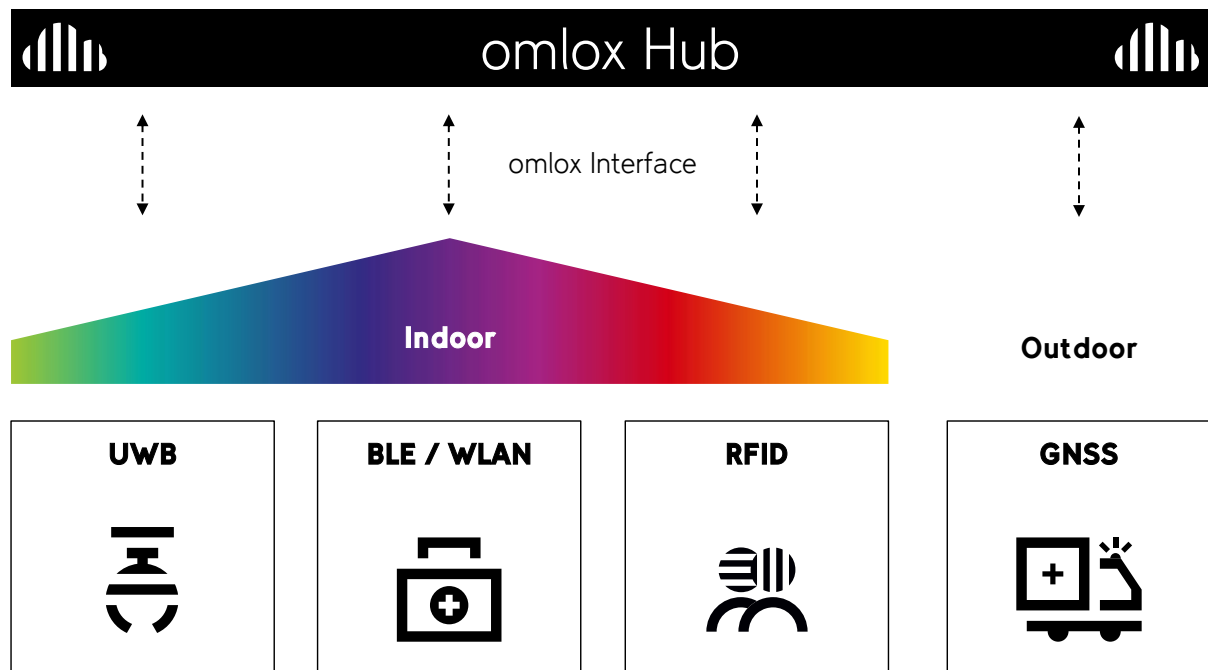 omlox Hub
omlox Interface
Indoor
Outdoor
UWB
BLE / WLAN
RFID
GNSS